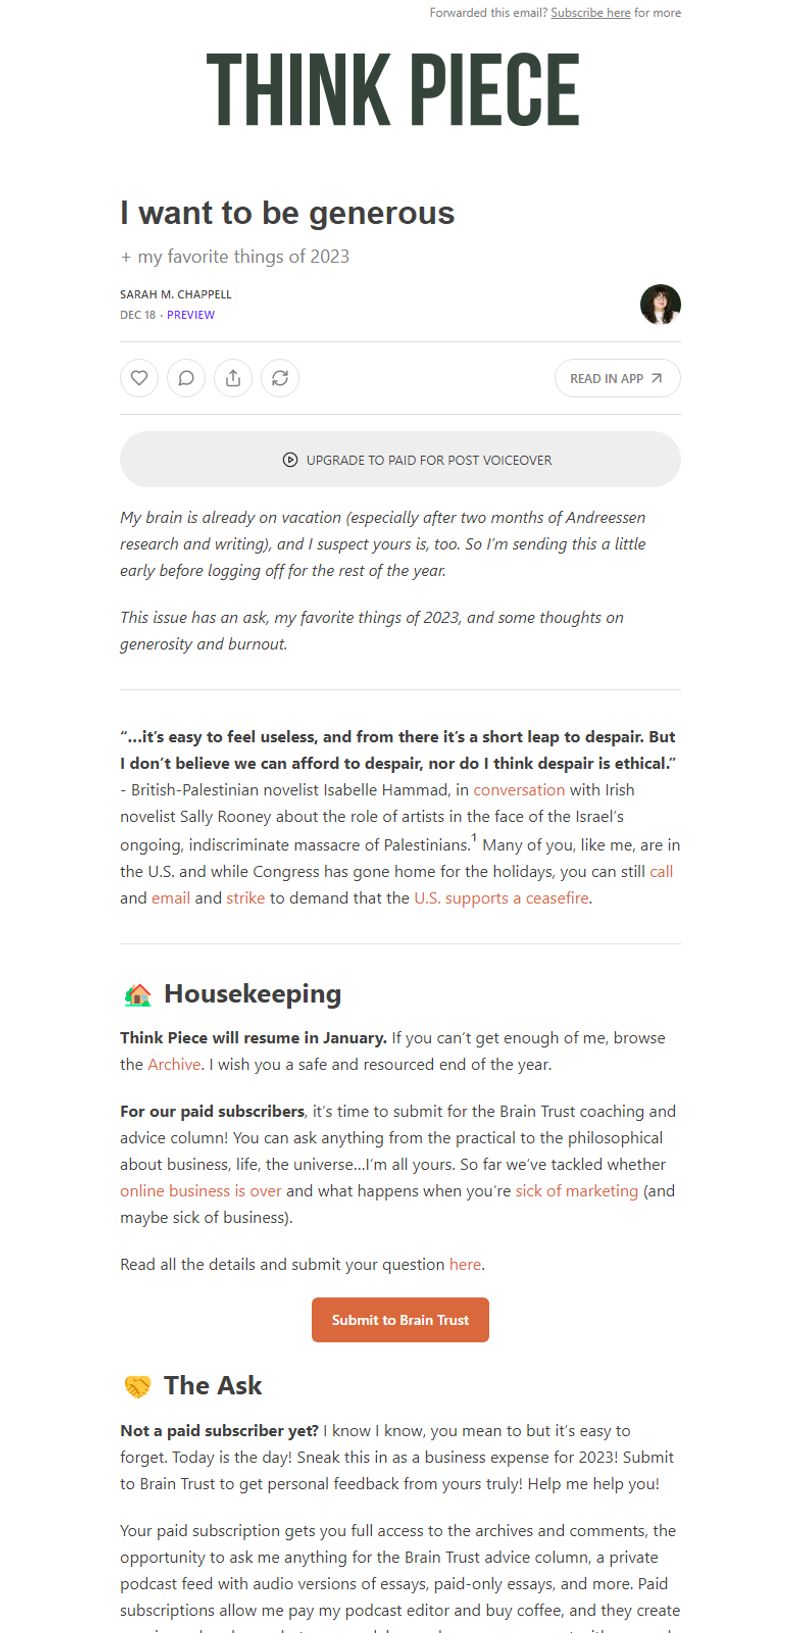 Forwarded this email? Subscribe here for more
THINK PIECE
I want to be generous
+ my favorite things of 2023
SARAH M. CHAPPELL
DEC 18 · PREVIEW
READ IN APP
UPGRADE TO PAID FOR POST VOICEOVER
My brain is already on vacation (especially after two months of Andreessen
research and writing), and I suspect yours is, too. So I’m sending this a little
early before logging off for the rest of the year.
This issue has an ask, my favorite things of 2023, and some thoughts on
generosity and burnout.
“…it’s easy to feel useless, and from there it’s a short leap to despair. But
I don’t believe we can afford to despair, nor do I think despair is ethical.”
- British-Palestinian novelist Isabelle Hammad, in conversation with Irish
novelist Sally Rooney about the role of artists in the face of the Israel’s
ongoing, indiscriminate massacre of Palestinians.1 Many of you, like me, are in
the U.S. and while Congress has gone home for the holidays, you can still call
and email and strike to demand that the U.S. supports a ceasefire.
Housekeeping
Think Piece will resume in January. If you can’t get enough of me, browse
the Archive. I wish you a safe and resourced end of the year.
For our paid subscribers, it’s time to submit for the Brain Trust coaching and
advice column! You can ask anything from the practical to the philosophical
about business, life, the universe…I’m all yours. So far we’ve tackled whether
online business is over and what happens when you’re sick of marketing (and
maybe sick of business).
Read all the details and submit your question here.
Submit to Brain Trust
The Ask
Not a paid subscriber yet? I know I know, you mean to but it’s easy to
forget. Today is the day! Sneak this in as a business expense for 2023! Submit
to Brain Trust to get personal feedback from yours truly! Help me help you!
Your paid subscription gets you full access to the archives and comments, the
opportunity to ask me anything for the Brain Trust advice column, a private
podcast feed with audio versions of essays, paid-only essays, and more. Paid
subscriptions allow me pay my podcast editor and buy coffee, and they create